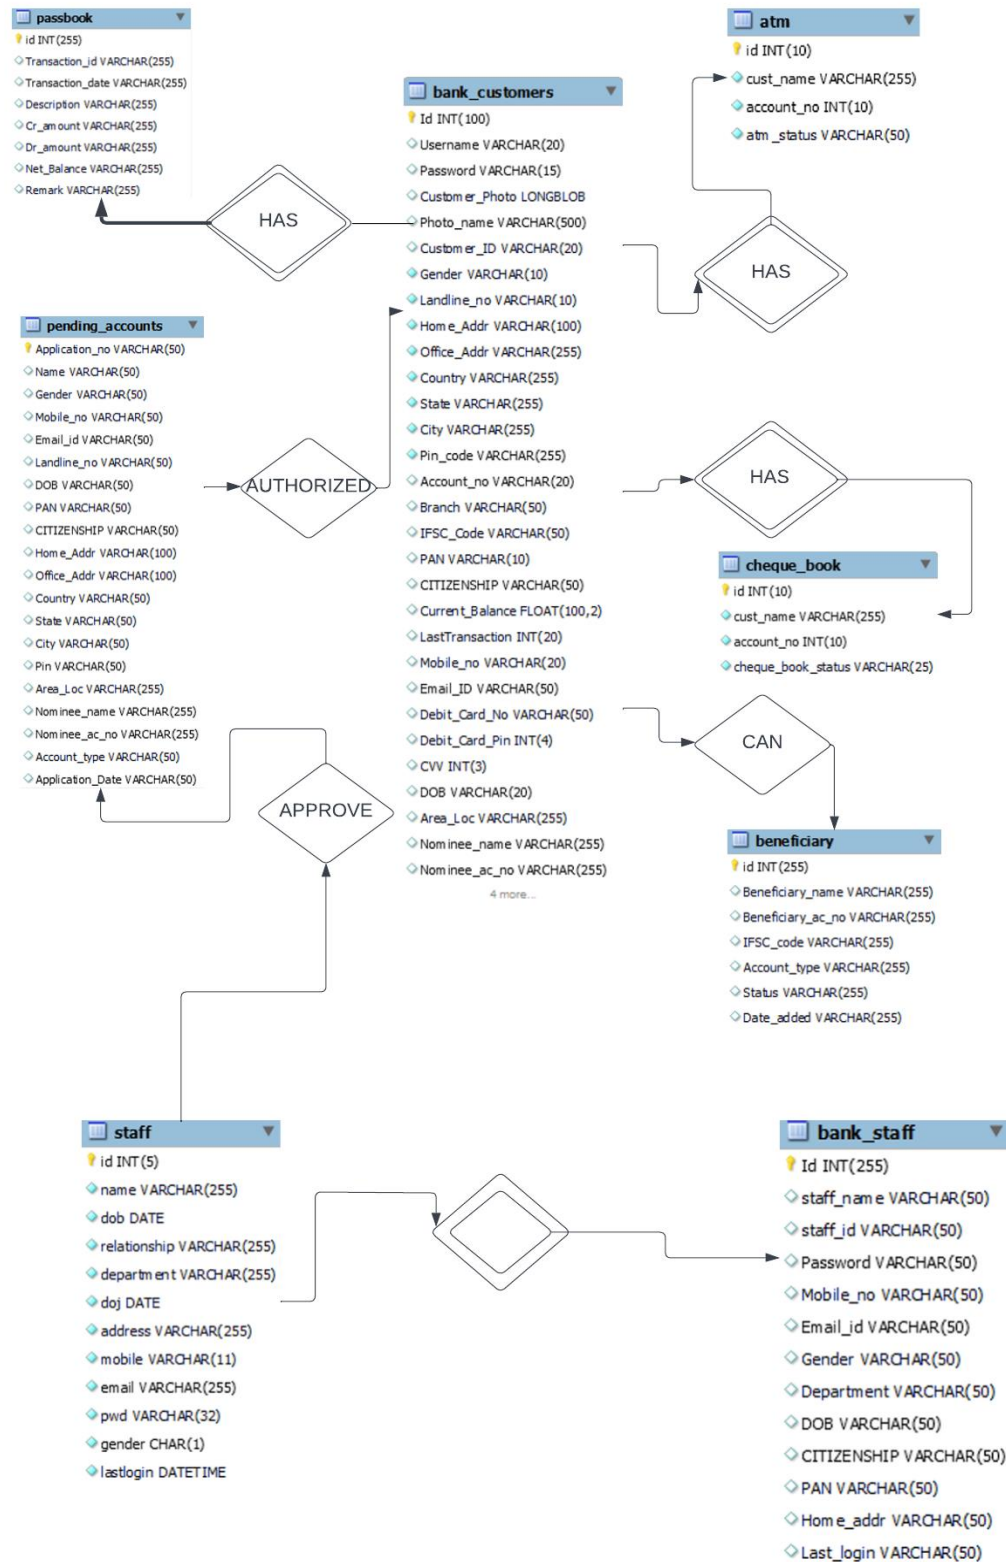 passbook
id INT(255)
Transaction_id VARCHAR(255)
Transaction_date VARCHAR(255)
Description VARCHAR(255)
Cr_amount VARCHAR(255)
Dr_amount VARCHAR(255)
Net_Balance VARCHAR(255)
Remark VARCHAR(255)
HAS
bank_customers
Id INT(100)
Username VARCHAR(20)
Password VARCHAR(15)
Customer_Photo LONGBLOB
Photo_name VARCHAR(500)
Customer_ID VARCHAR(20)
Gender VARCHAR(10)
Landline_no VARCHAR(10)
Home_Addr VARCHAR(100)
Office_Addr VARCHAR(255)
Country VARCHAR(255)
State VARCHAR(255)
City VARCHAR(255)
Pin_code VARCHAR(255)
Account_no VARCHAR(20)
Branch VARCHAR(50)
IFSC_Code VARCHAR(50)
PAN VARCHAR(10)
CITIZENSHIP VARCHAR(50)
Current_Balance FLOAT(100,2)
LastTransaction INT(20)
Mobile_no VARCHAR(20)
Email_ID VARCHAR(50)
Debit_Card_No VARCHAR(50)
Debit_Card_Pin INT(4)
CVV INT(3)
DOB VARCHAR(20)
Area_Loc VARCHAR(255)
Nominee_name VARCHAR(255)
Nominee_ac_no VARCHAR(255)
4 more...
atm
id INT(10)
cust_name VARCHAR(255)
account_no INT(10)
atm_status VARCHAR(50)
HAS
pending_accounts
Application_no VARCHAR(50)
Name VARCHAR(50)
Gender VARCHAR(50)
Mobile_no VARCHAR(50)
Email_id VARCHAR(50)
Landline_no VARCHAR(50)
DOB VARCHAR(50)
PAN VARCHAR(50)
CITIZENSHIP VARCHAR(50)
Home_Addr VARCHAR(100)
Office_Addr VARCHAR(100)
Country VARCHAR(50)
State VARCHAR(50)
City VARCHAR(50)
Pin VARCHAR(50)
Area_Loc VARCHAR(255)
Nominee_name VARCHAR(255)
Nominee_ac_no VARCHAR(255)
Account_type VARCHAR(50)
Application_Date VARCHAR(50)
AUTHORIZED
HAS
cheque_book
id INT(10)
cust_name VARCHAR(255)
account_no INT(10)
cheque_book_status VARCHAR(25)
CAN
APPROVE
beneficiary
id INT(255)
Beneficiary_name VARCHAR(255)
Beneficiary_ac_no VARCHAR(255)
IFSC_code VARCHAR(255)
Account_type VARCHAR(255)
Status VARCHAR(255)
Date_added VARCHAR(255)
staff
id INT(5)
name VARCHAR(255)
dob DATE
relationship VARCHAR(255)
department VARCHAR(255)
doj DATE
address VARCHAR(255)
mobile VARCHAR(11)
email VARCHAR(255)
pwd VARCHAR(32)
gender CHAR(1)
lastlogin DATETIME
bank_staff
Id INT(255)
staff_name VARCHAR(50)
staff_id VARCHAR(50)
Password VARCHAR(50)
Mobile_no VARCHAR(50)
Email_id VARCHAR(50)
Gender VARCHAR(50)
Department VARCHAR(50)
DOB VARCHAR(50)
CITIZENSHIP VARCHAR(50)
PAN VARCHAR(50)
Home_addr VARCHAR(50)
Last_login VARCHAR(50)